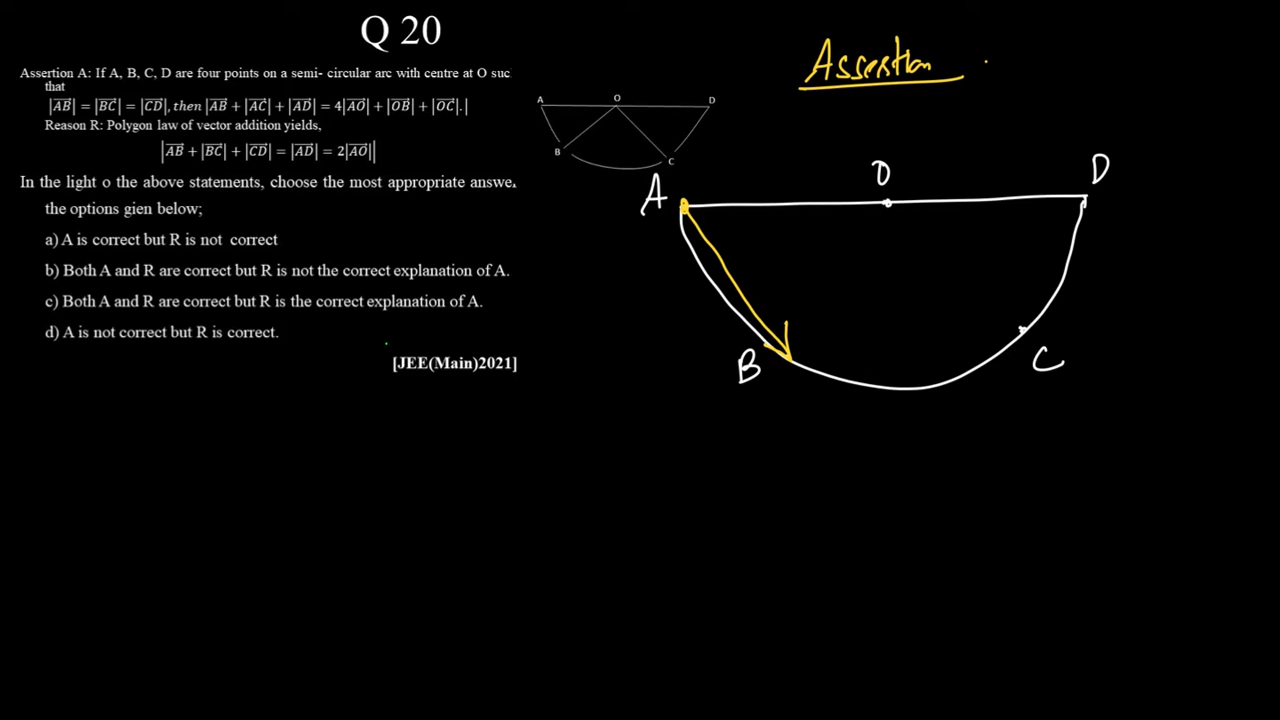 Q 20
Assertion A: If A, B, C, D are four points on a semi- circular arc with centre at O suc
that
|AB⃗| = |BC⃗| = |CD⃗|, then |AB⃗ + |AC⃗| + |AD⃗ = 4|AO⃗| + |OB⃗| + |OC⃗.|
Reason R: Polygon law of vector addition yields,
|AB⃗ + |BC⃗| + |CD⃗ = |AD⃗ = 2|AO⃗||
In the light o the above statements, choose the most appropriate answe
the options gien below;
a) A is correct but R is not correct
b) Both A and R are correct but R is not the correct explanation of A.
c) Both A and R are correct but R is the correct explanation of A.
d) A is not correct but R is correct.
[JEE(Main)2021]
A O D
B C
Assertion
A O D
B C